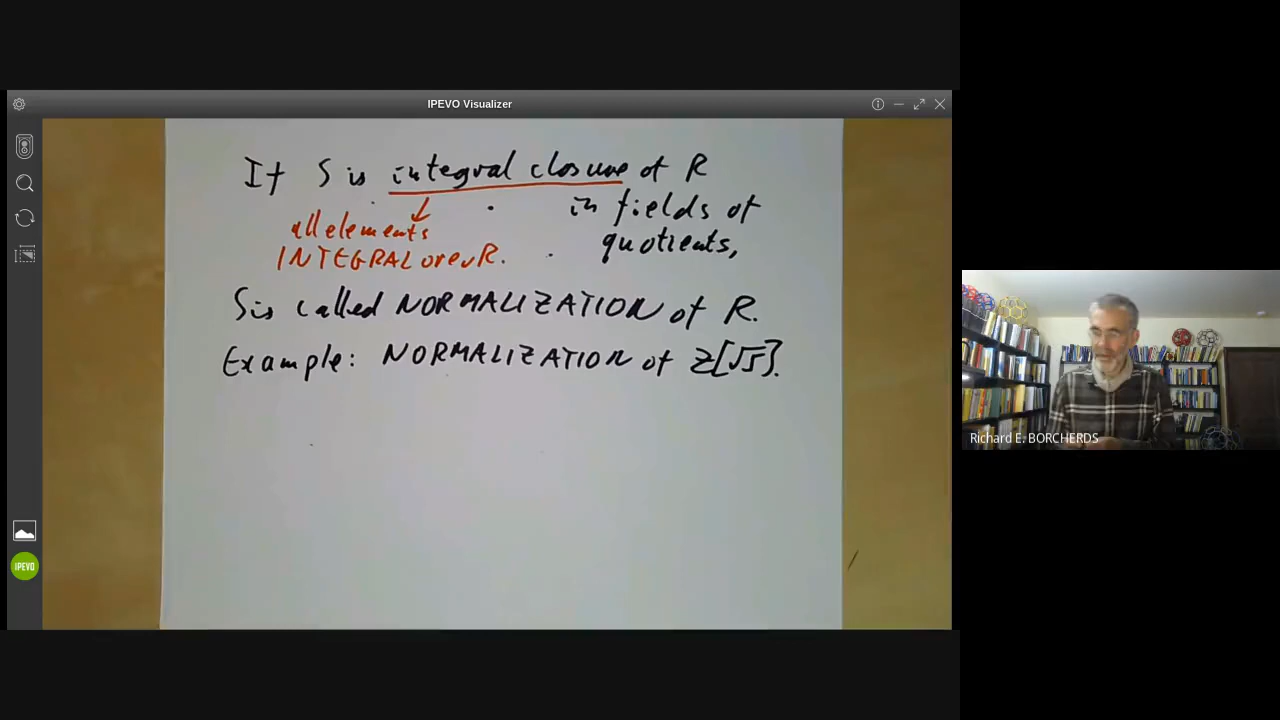 IPEVO Visualizer
If S is integral closure of R
in fields of
quotients,
all elements
INTEGRAL over R.
S is called NORMALIZATION of R.
Example: NORMALIZATION of Z[√5].
IPEVO
Richard E. BORCHERDS